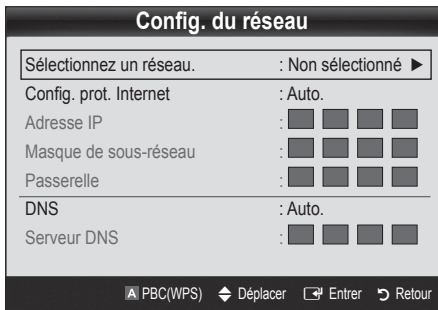 Config. du réseau
Sélectionnez un réseau. : Non sélectionné ▶
Config. prot. Internet : Auto.
Adresse IP :
Masque de sous-réseau :
Passerelle :
DNS : Auto.
Serveur DNS :
A PBC(WPS) Déplacer Entrer Retour